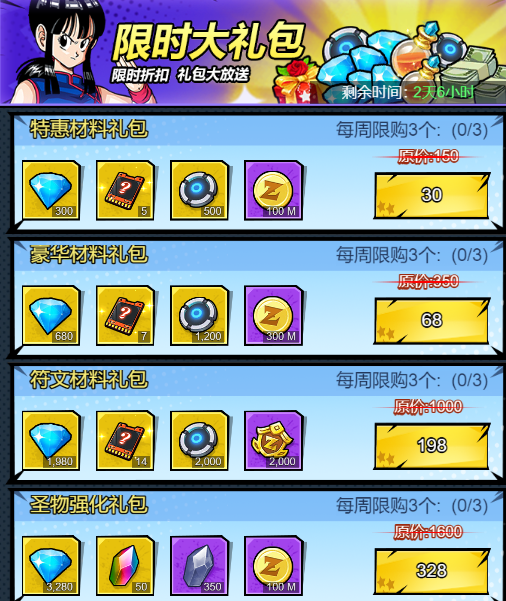 限时大礼包
限时折扣 礼包大放送
剩余时间：2天6小时
特惠材料礼包 每周限购3个：(0/3)
原价:150
300 5 500 100 M 30
豪华材料礼包 每周限购3个：(0/3)
原价:350
680 7 1,200 300 M 68
符文材料礼包 每周限购3个：(0/3)
原价:1000
1,980 14 2,000 2,000 198
圣物强化礼包 每周限购3个：(0/3)
原价:1600
3,280 50 350 100 M 328